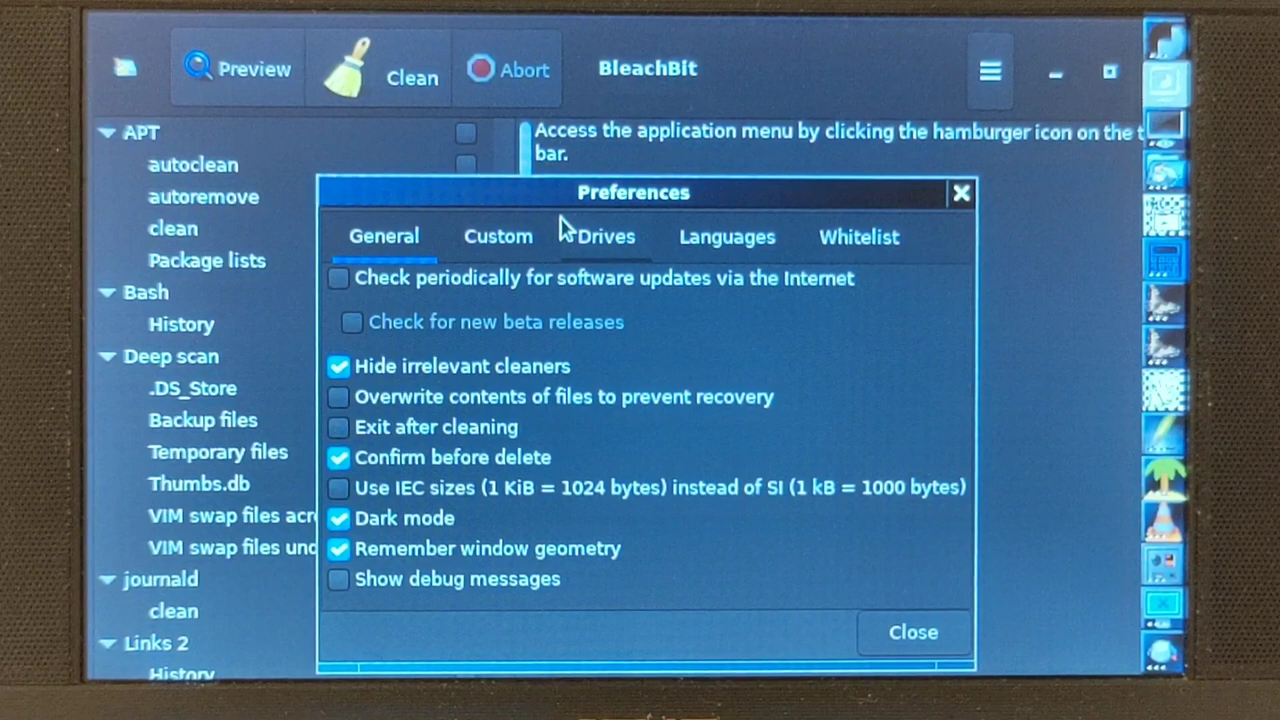 Preview
Clean
Abort
BleachBit
APT
autoclean
autoremove
clean
Package lists
Bash
History
Deep scan
.DS_Store
Backup files
Temporary files
Thumbs.db
VIM swap files acr
VIM swap files und
journald
clean
Links 2
History
Access the application menu by clicking the hamburger icon on the t
bar.
Preferences
General
Custom
Drives
Languages
Whitelist
Check periodically for software updates via the Internet
Check for new beta releases
Hide irrelevant cleaners
Overwrite contents of files to prevent recovery
Exit after cleaning
Confirm before delete
Use IEC sizes (1 KiB = 1024 bytes) instead of SI (1 kB = 1000 bytes)
Dark mode
Remember window geometry
Show debug messages
Close